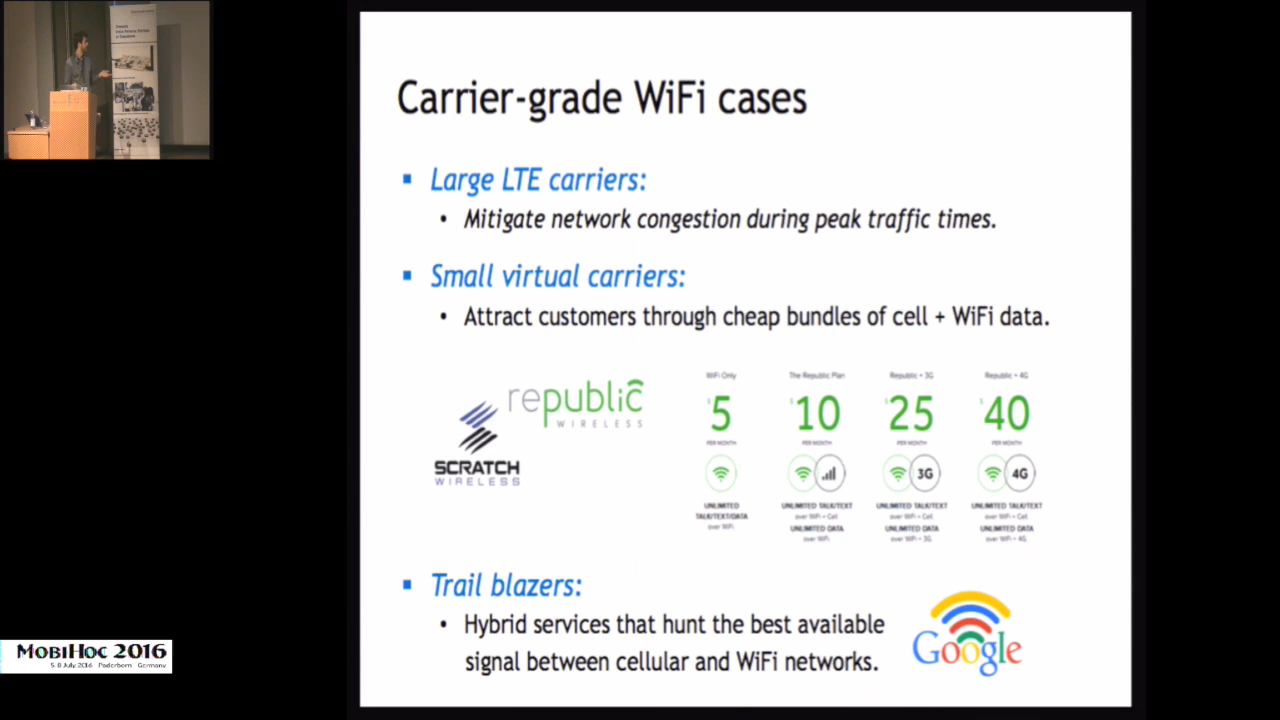 Carrier-grade WiFi cases
Large LTE carriers:
Mitigate network congestion during peak traffic times.
Small virtual carriers:
Attract customers through cheap bundles of cell + WiFi data.
republic
WIRELESS
SCRATCH
WIRELESS
WiFi Only
The Republic Plan
Republic + 3G
Republic + 4G
$5
$10
$25
$40
PER MONTH
PER MONTH
PER MONTH
PER MONTH
3G
4G
UNLIMITED
TALK/TEXT/DATA
over WiFi
UNLIMITED TALK/TEXT
over WiFi + Cell
UNLIMITED DATA
over WiFi
UNLIMITED TALK/TEXT
over WiFi + Cell
UNLIMITED DATA
over WiFi + 3G
UNLIMITED TALK/TEXT
over WiFi + Cell
UNLIMITED DATA
over WiFi + 4G
Trail blazers:
Hybrid services that hunt the best available
signal between cellular and WiFi networks.
Google
MobiHoc 2016
5-8 July 2016 Paderborn Germany